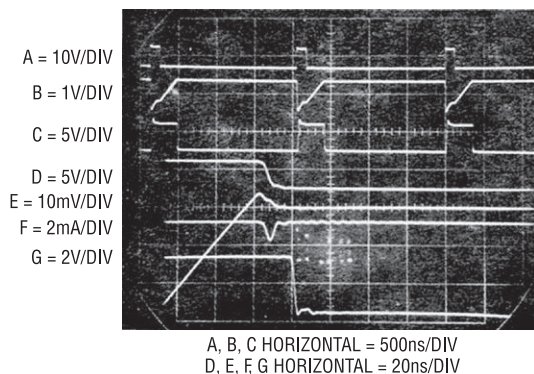 A = 10V/DIV
B = 1V/DIV
C = 5V/DIV
D = 5V/DIV
E = 10mV/DIV
F = 2mA/DIV
G = 2V/DIV
A, B, C HORIZONTAL = 500ns/DIV
D, E, F, G HORIZONTAL = 20ns/DIV